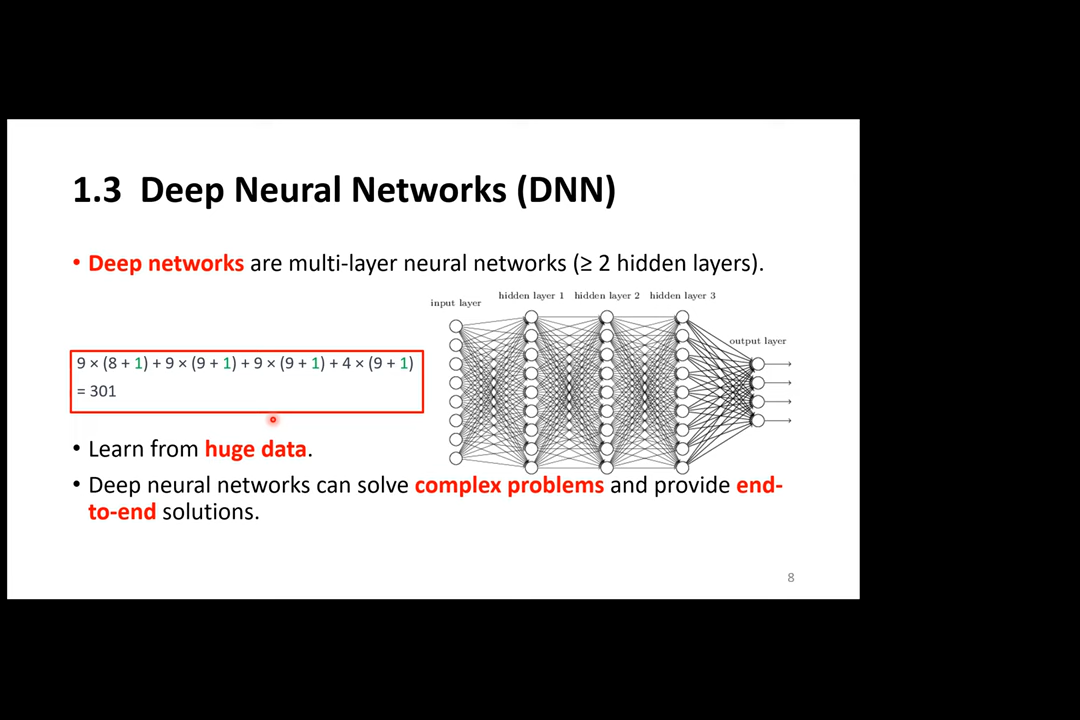 1.3 Deep Neural Networks (DNN)
• Deep networks are multi-layer neural networks (≥ 2 hidden layers).
hidden layer 1 hidden layer 2 hidden layer 3
input layer
output layer
9 × (8 + 1) + 9 × (9 + 1) + 9 × (9 + 1) + 4 × (9 + 1)
= 301
• Learn from huge data.
• Deep neural networks can solve complex problems and provide end-
to-end solutions.
8